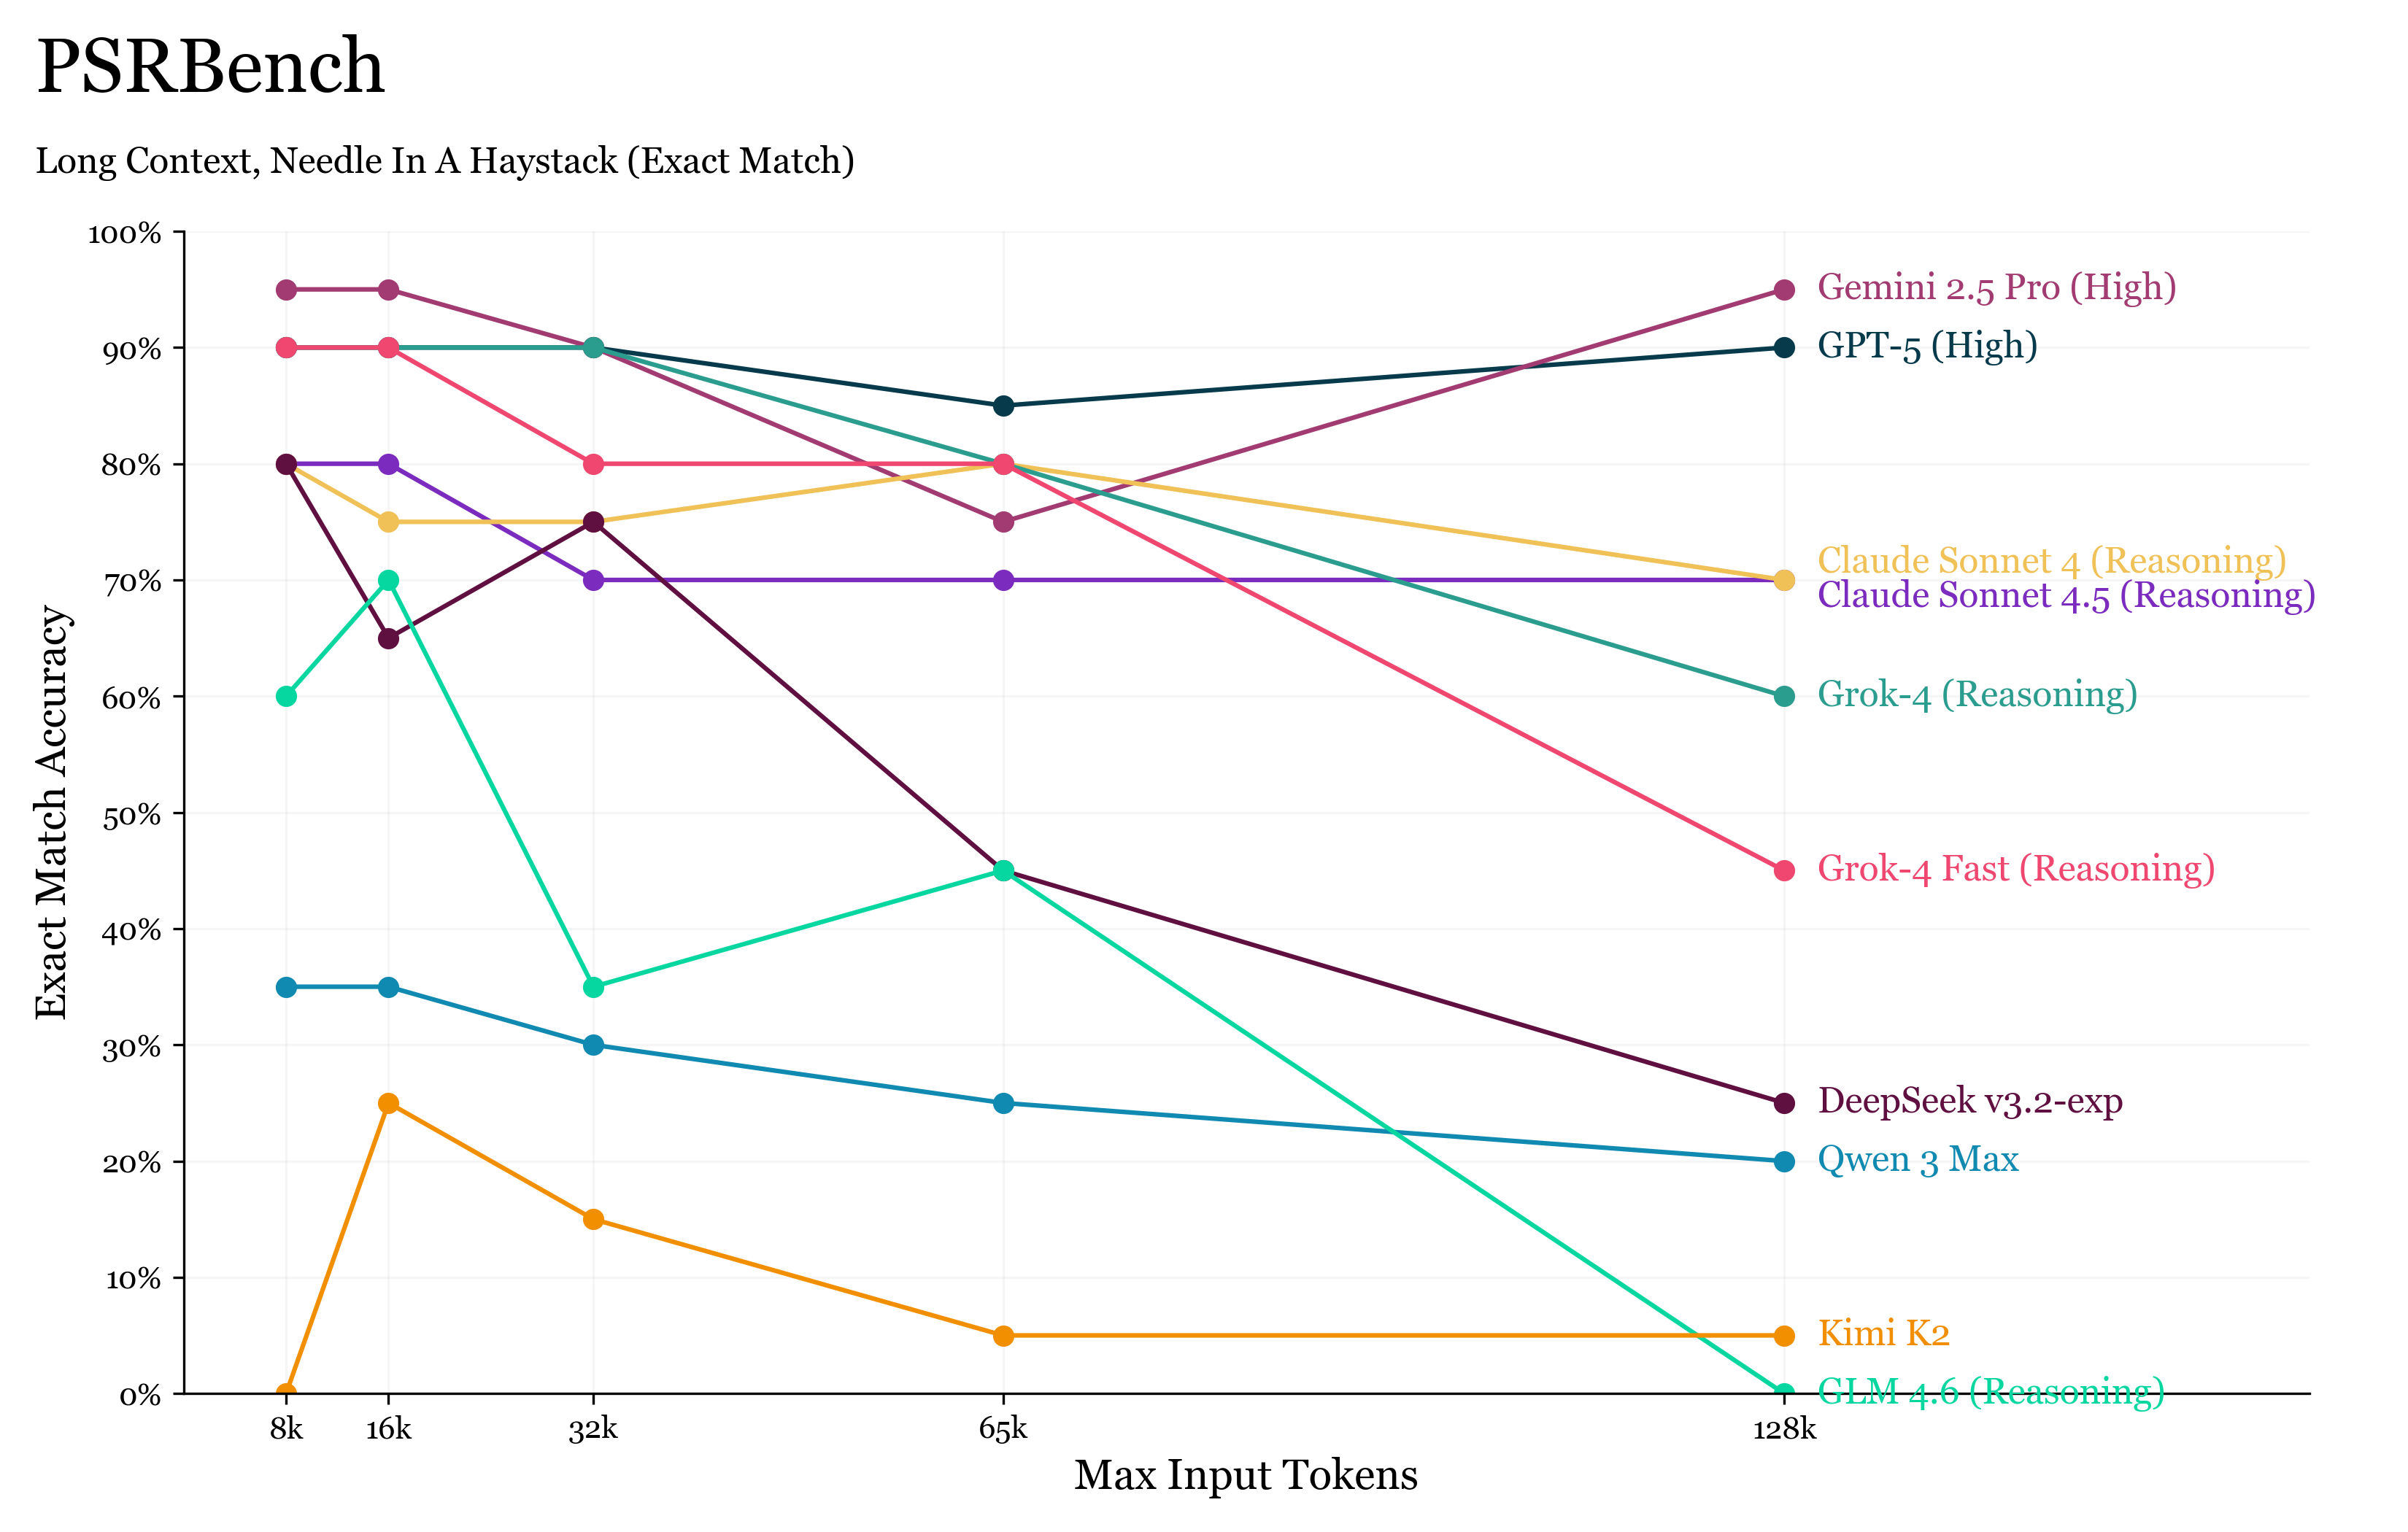 PSRBench
Long Context, Needle In A Haystack (Exact Match)
Exact Match Accuracy
100%
90%
80%
70%
60%
50%
40%
30%
20%
10%
0%
Gemini 2.5 Pro (High)
GPT-5 (High)
Claude Sonnet 4 (Reasoning)
Claude Sonnet 4.5 (Reasoning)
Grok-4 (Reasoning)
Grok-4 Fast (Reasoning)
DeepSeek v3.2-exp
Qwen 3 Max
Kimi K2
GLM 4.6 (Reasoning)
8k 16k 32k 65k 128k
Max Input Tokens